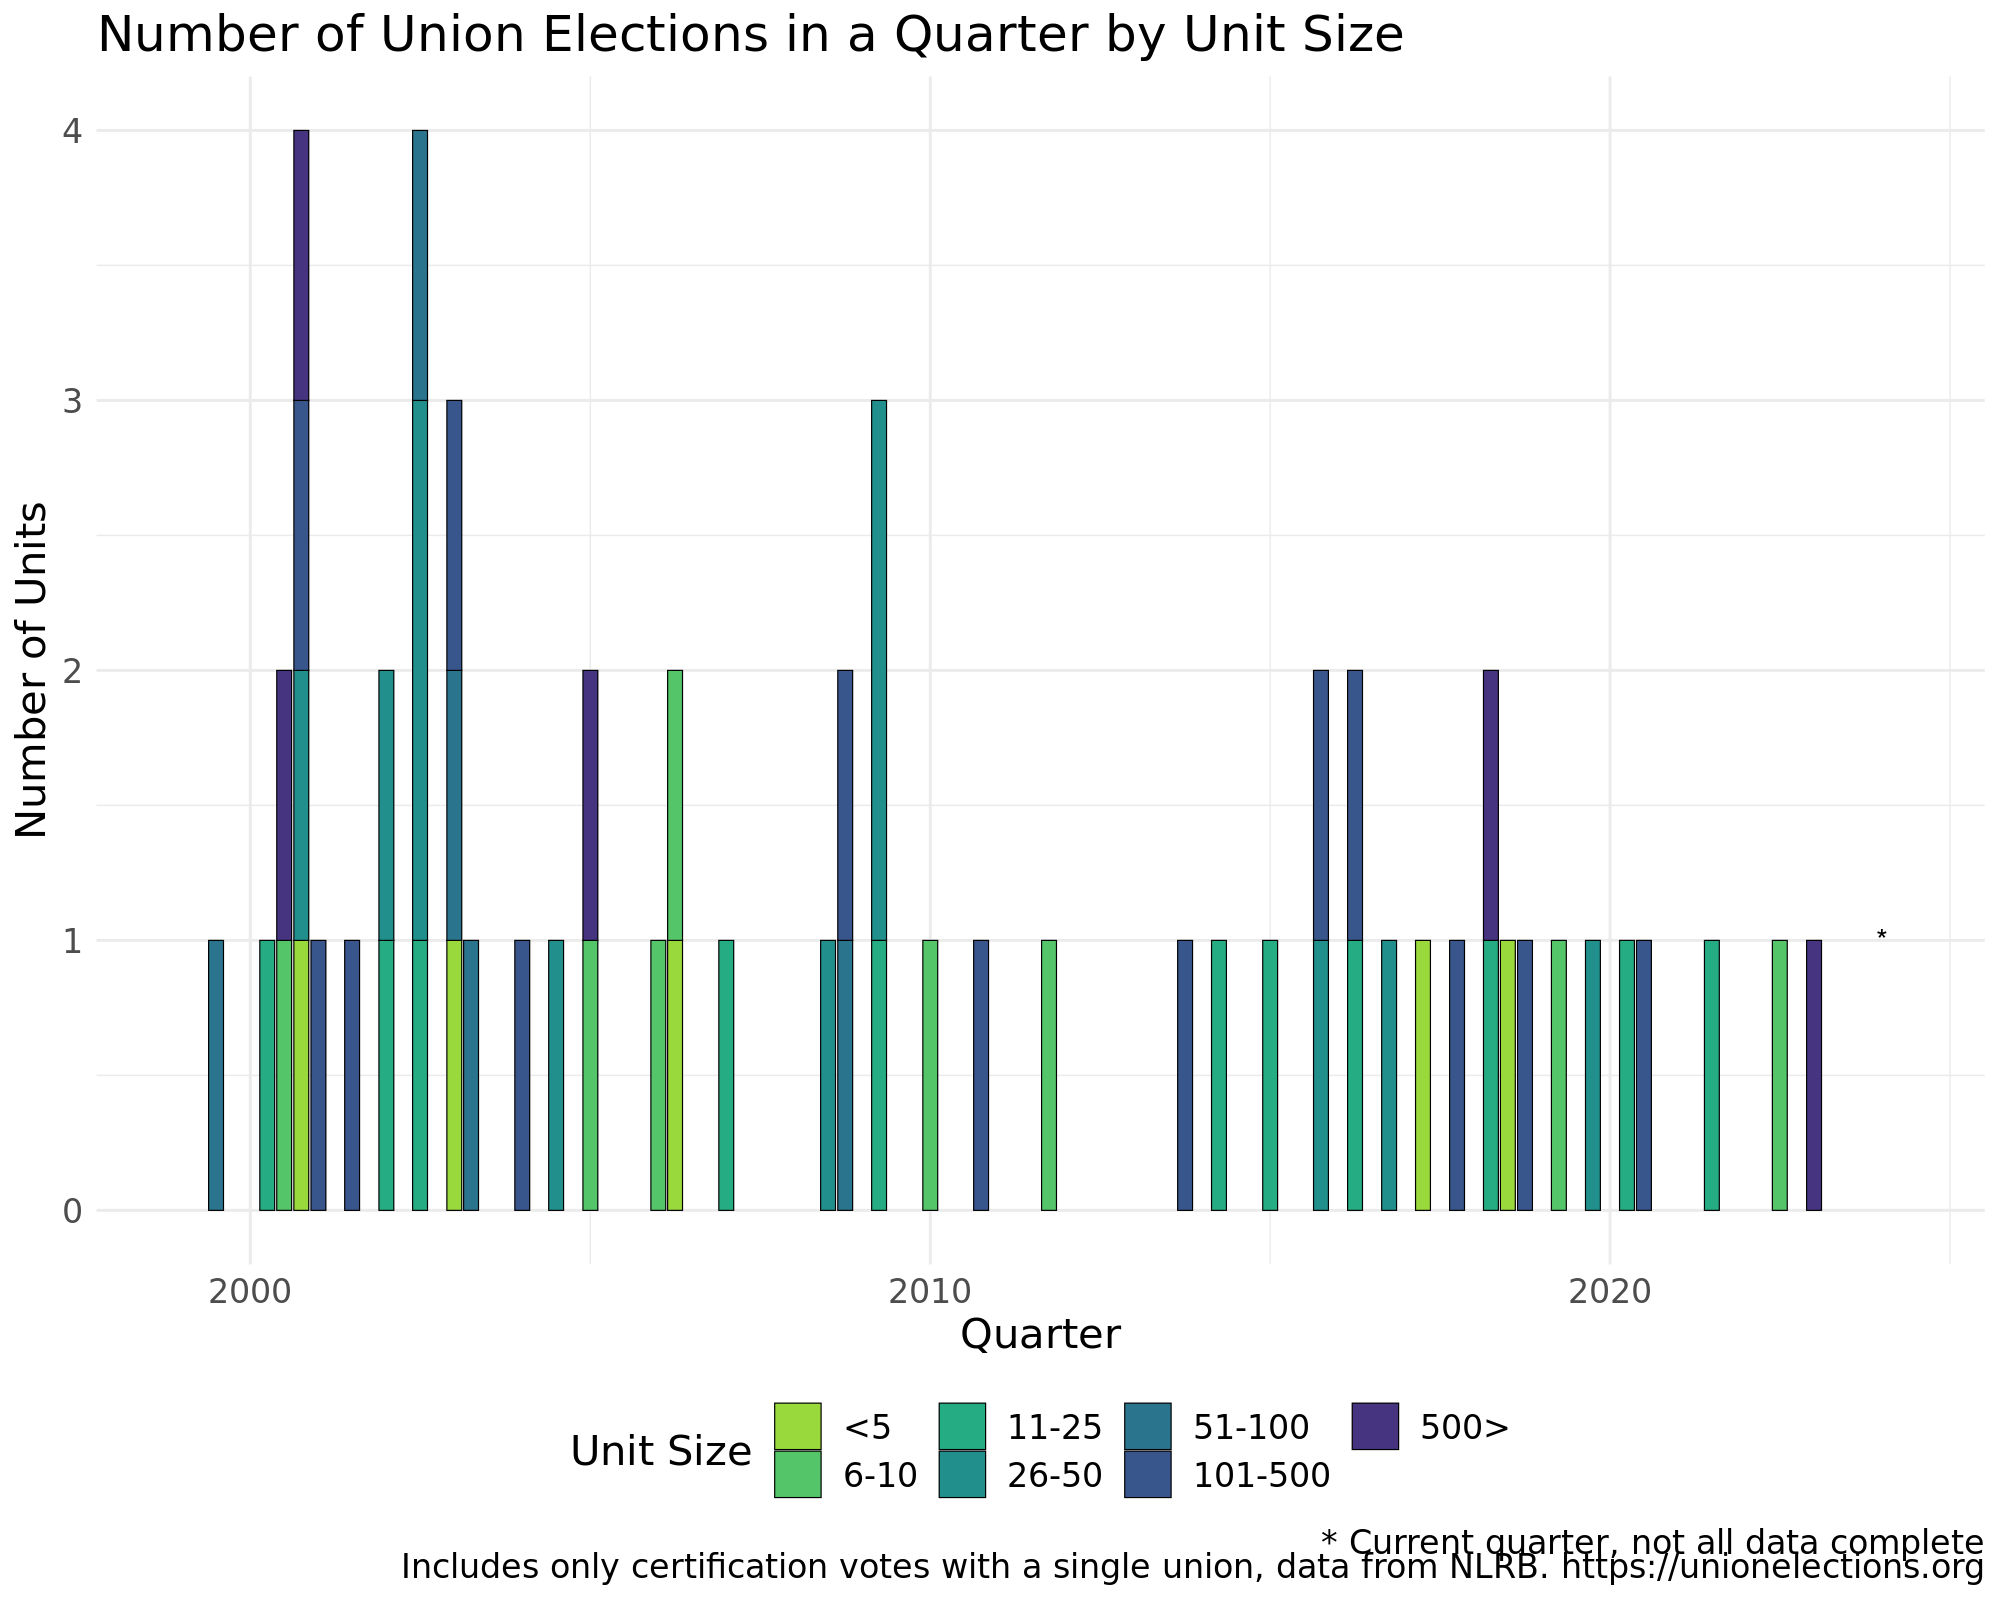 Number of Union Elections in a Quarter by Unit Size
Number of Units
4
3
2
1
0
*
2000 2010 2020
Quarter
Unit Size
<5 11-25 51-100 500>
6-10 26-50 101-500
* Current quarter, not all data complete
Includes only certification votes with a single union, data from NLRB. https://unionelections.org